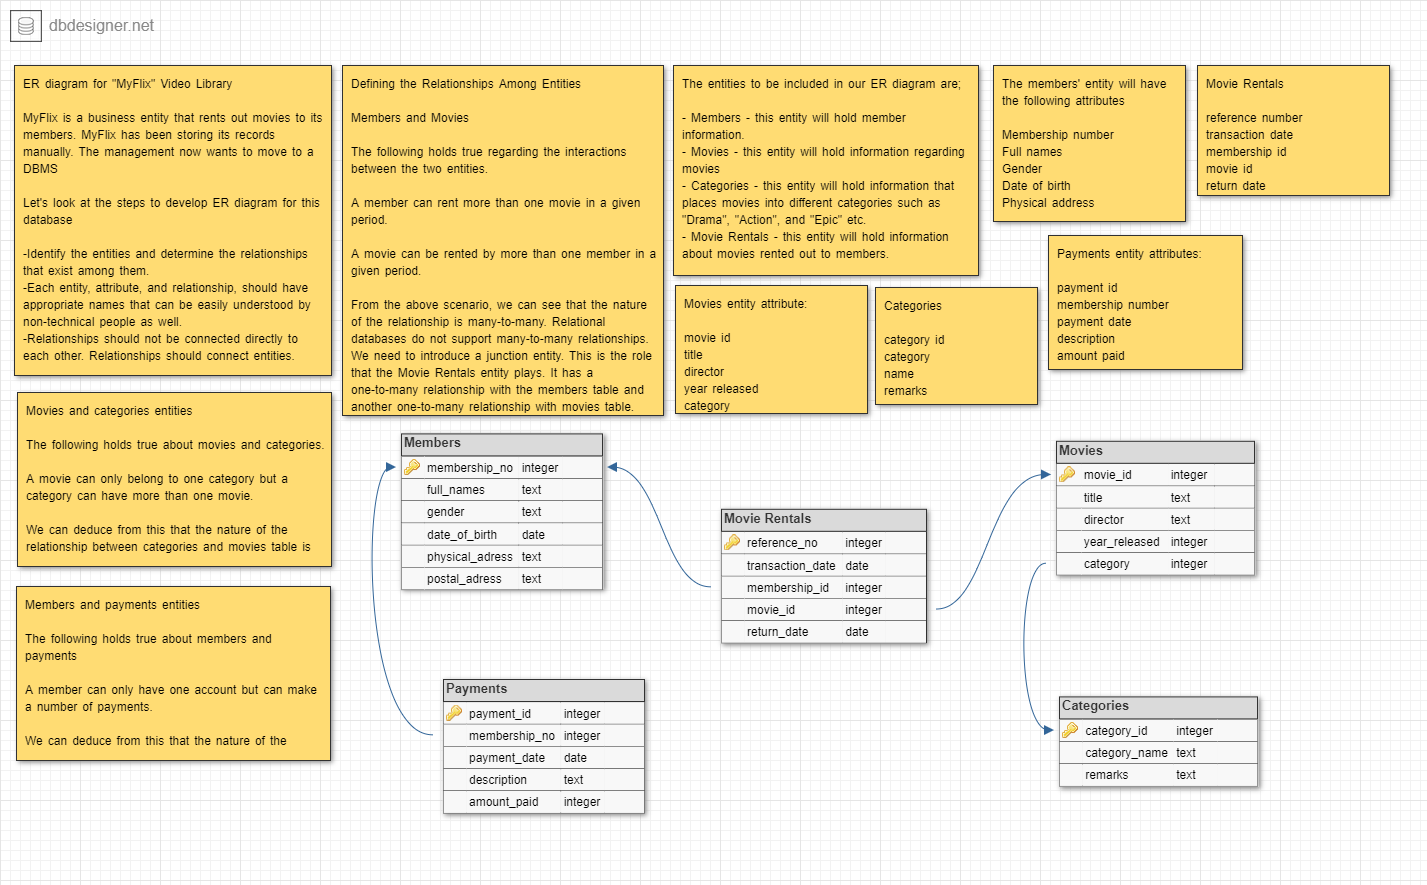 dbdesigner.net
ER diagram for "MyFlix" Video Library
MyFlix is a business entity that rents out movies to its
members. MyFlix has been storing its records
manually. The management now wants to move to a
DBMS
Let's look at the steps to develop ER diagram for this
database
-Identify the entities and determine the relationships
that exist among them.
-Each entity, attribute, and relationship, should have
appropriate names that can be easily understood by
non-technical people as well.
-Relationships should not be connected directly to
each other. Relationships should connect entities.
Defining the Relationships Among Entities
Members and Movies
The following holds true regarding the interactions
between the two entities.
A member can rent more than one movie in a given
period.
A movie can be rented by more than one member in a
given period.
From the above scenario, we can see that the nature
of the relationship is many-to-many. Relational
databases do not support many-to-many relationships.
We need to introduce a junction entity. This is the role
that the Movie Rentals entity plays. It has a
one-to-many relationship with the members table and
another one-to-many relationship with movies table.
The entities to be included in our ER diagram are;
- Members - this entity will hold member
information.
- Movies - this entity will hold information regarding
movies
- Categories - this entity will hold information that
places movies into different categories such as
"Drama", "Action", and "Epic" etc.
- Movie Rentals - this entity will hold information
about movies rented out to members.
The members' entity will have
the following attributes
Membership number
Full names
Gender
Date of birth
Physical address
Movie Rentals
reference number
transaction date
membership id
movie id
return date
Payments entity attributes:
payment id
membership number
payment date
description
amount paid
Movies entity attribute:
movie id
title
director
year released
category
Categories
category id
category
name
remarks
Movies and categories entities
The following holds true about movies and categories.
A movie can only belong to one category but a
category can have more than one movie.
We can deduce from this that the nature of the
relationship between categories and movies table is
Members and payments entities
The following holds true about members and
payments
A member can only have one account but can make
a number of payments.
We can deduce from this that the nature of the
Members
membership_no integer
full_names text
gender text
date_of_birth date
physical_adress text
postal_adress text
Movie Rentals
reference_no integer
transaction_date date
membership_id integer
movie_id integer
return_date date
Movies
movie_id integer
title text
director text
year_released integer
category integer
Payments
payment_id integer
membership_no integer
payment_date date
description text
amount_paid integer
Categories
category_id integer
category_name text
remarks text